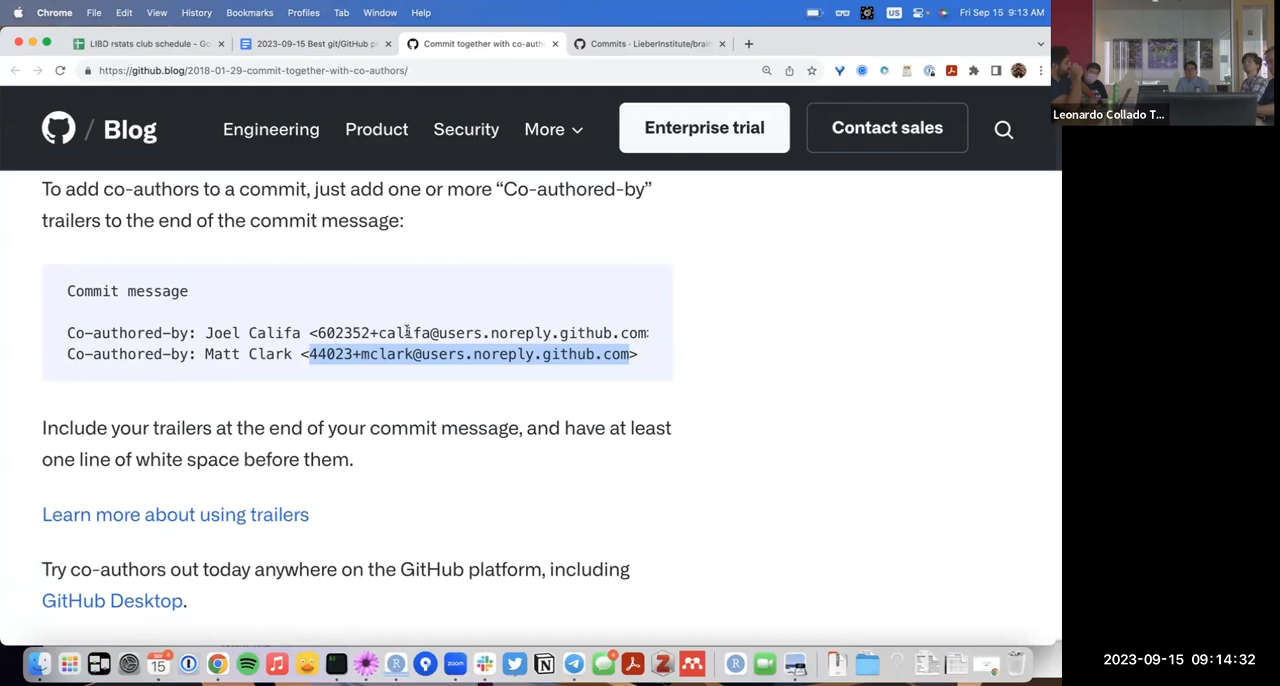 Chrome File Edit View History Bookmarks Profiles Tab Window Help US Fri Sep 15 9:13 AM
LIBD rstats club schedule - Go
2023-09-15 Best git/GitHub p
Commit together with co-auth
Commits · LieberInstitute/brai
https://github.blog/2018-01-29-commit-together-with-co-authors/
Leonardo Collado T...
/ Blog Engineering Product Security More Enterprise trial Contact sales
To add co-authors to a commit, just add one or more “Co-authored-by”
trailers to the end of the commit message:
Commit message
Co-authored-by: Joel Califa <602352+califa@users.noreply.github.com
Co-authored-by: Matt Clark <44023+mclark@users.noreply.github.com>
Include your trailers at the end of your commit message, and have at least
one line of white space before them.
Learn more about using trailers
Try co-authors out today anywhere on the GitHub platform, including
GitHub Desktop.
15
zoom
2023-09-15 09:14:32